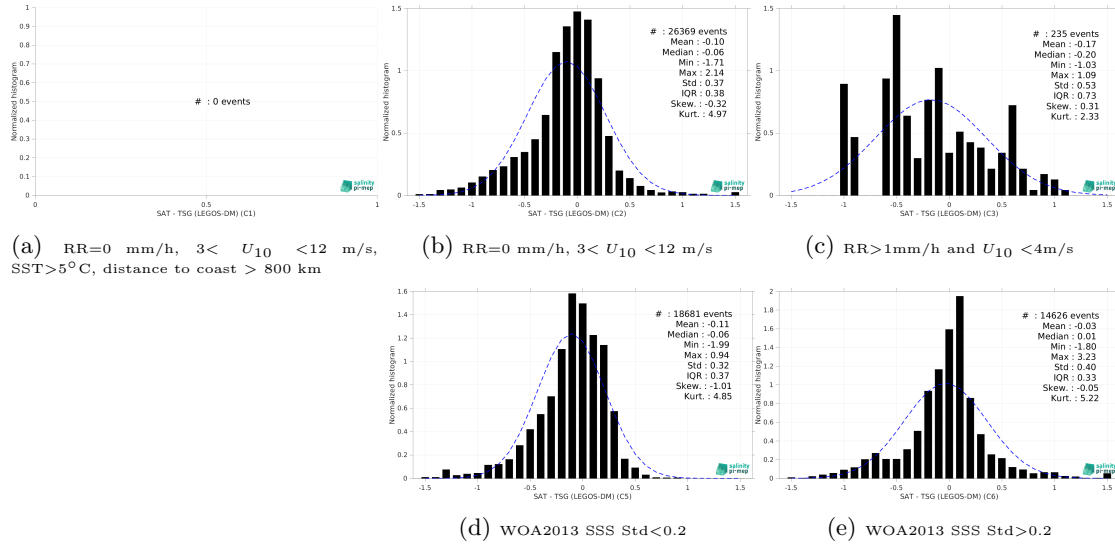 1
0.9
0.8
0.7
0.6
0.5
0.4
0.3
0.2
0.1
0
Normalized histogram
# : 0 events
0 0.5 1
SAT - TSG (LEGOS-DM) (C1)
salinity
pi-mep
(a) RR=0 mm/h, 3< U10 <12 m/s,
SST>5°C, distance to coast > 800 km
1.5
1
0.5
0
Normalized histogram
# : 26369 events
Mean : -0.10
Median : -0.06
Min : -1.71
Max : 2.14
Std : 0.37
IQR : 0.38
Skew. : -0.32
Kurt. : 4.97
-1.5 -1 -0.5 0 0.5 1 1.5
SAT - TSG (LEGOS-DM) (C2)
salinity
pi-mep
(b) RR=0 mm/h, 3< U10 <12 m/s
1.5
1
0.5
0
Normalized histogram
# : 235 events
Mean : -0.17
Median : -0.20
Min : -1.03
Max : 1.09
Std : 0.53
IQR : 0.73
Skew. : 0.31
Kurt. : 2.33
-1.5 -1 -0.5 0 0.5 1 1.5
SAT - TSG (LEGOS-DM) (C3)
salinity
pi-mep
(c) RR>1mm/h and U10 <4m/s
1.6
1.4
1.2
1
0.8
0.6
0.4
0.2
0
Normalized histogram
# : 18681 events
Mean : -0.11
Median : -0.06
Min : -1.99
Max : 0.94
Std : 0.32
IQR : 0.37
Skew. : -1.01
Kurt. : 4.85
-1.5 -1 -0.5 0 0.5 1 1.5
SAT - TSG (LEGOS-DM) (C5)
salinity
pi-mep
(d) WOA2013 SSS Std<0.2
2
1.8
1.6
1.4
1.2
1
0.8
0.6
0.4
0.2
0
Normalized histogram
# : 14626 events
Mean : -0.03
Median : 0.01
Min : -1.80
Max : 3.23
Std : 0.40
IQR : 0.33
Skew. : -0.05
Kurt. : 5.22
-1.5 -1 -0.5 0 0.5 1 1.5
SAT - TSG (LEGOS-DM) (C6)
salinity
pi-mep
(e) WOA2013 SSS Std>0.2